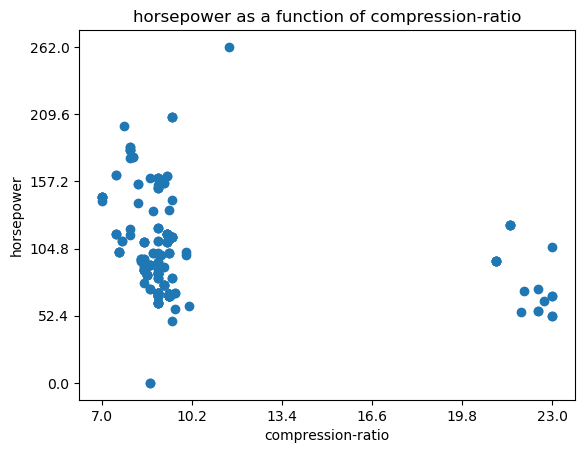 horsepower as a function of compression-ratio
262.0
209.6
157.2
104.8
52.4
0.0
horsepower
7.0 10.2 13.4 16.6 19.8 23.0
compression-ratio